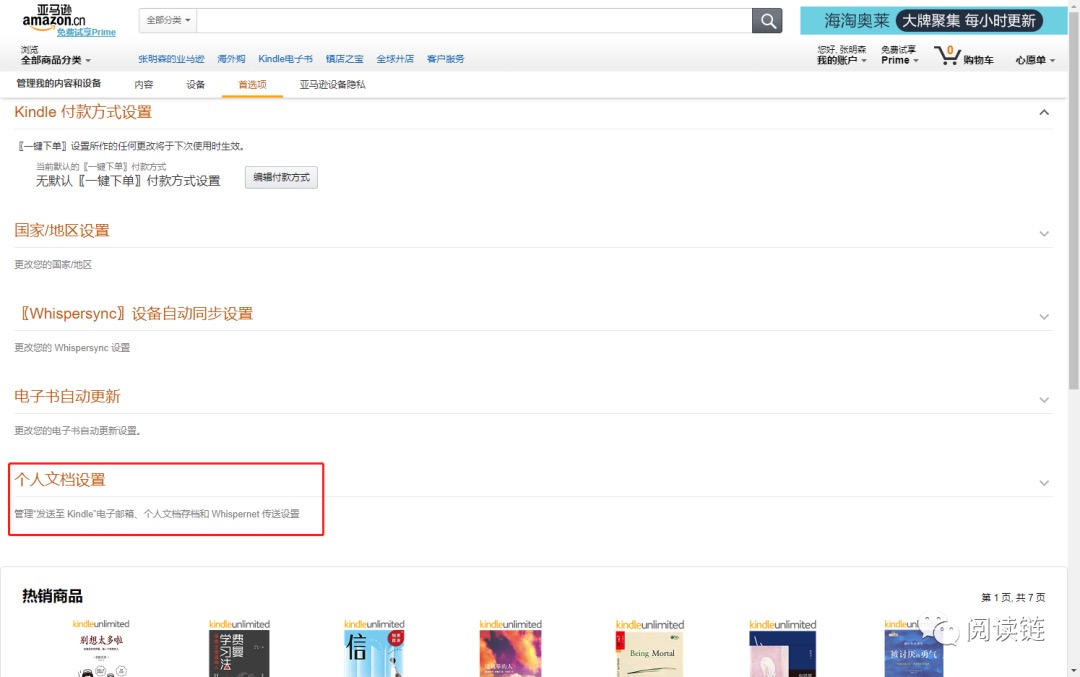 亚马逊
amazon.cn
免费试享Prime
全部分类
海淘奥莱 大牌聚集 每小时更新
浏览
全部商品分类
张明森的业马逊 海外购 Kindle电子书 镇店之宝 全球开店 客户服务
您好, 张明森
我的账户
免费试享
Prime
0
购物车
心愿单
管理我的内容和设备 内容 设备 首选项 亚马逊设备隐私
Kindle 付款方式设置
〖一键下单〗设置所作的任何更改将于下次使用时生效。
当前默认的〖一键下单〗付款方式
无默认〖一键下单〗付款方式设置
编辑付款方式
国家/地区设置
更改您的国家/地区
〖Whispersync〗设备自动同步设置
更改您的 Whispersync 设置
电子书自动更新
更改您的电子书自动更新设置。
个人文档设置
管理“发送至 Kindle”电子邮箱、个人文档存档和 Whispernet 传送设置
热销商品
第 1 页, 共 7 页
kindleunlimited kindleunlimited kindleunlimited kindleunlimited kindleunlimited kindleunlimited kindleunl
别想太多啦
费曼学习法
信
Being Mortal
被讨厌的勇气
阅读链